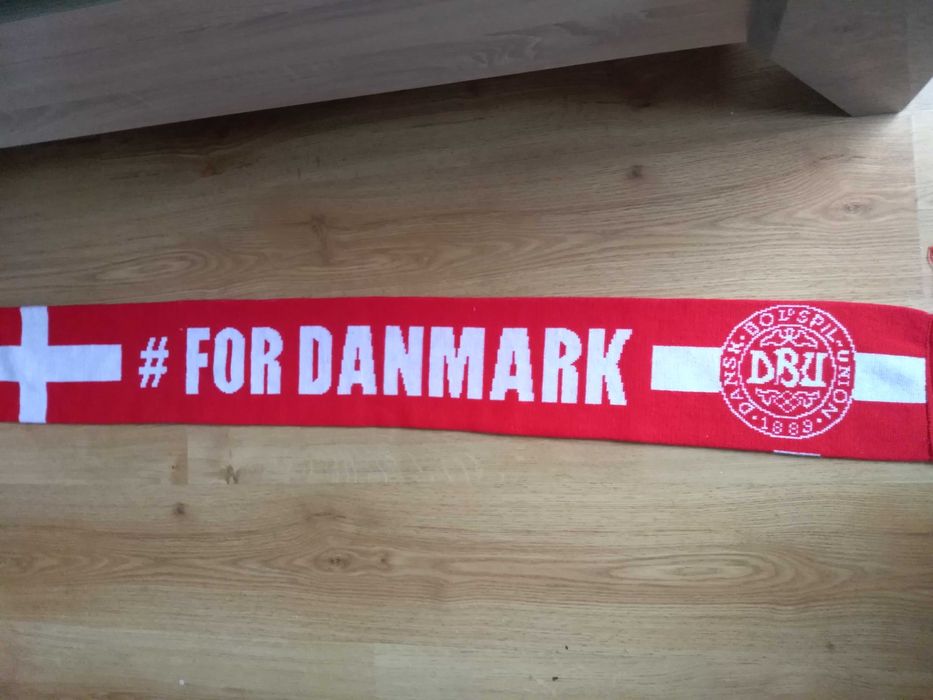 # FOR DANMARK
DANSK · BOLDSPIL · UNION
DBU
· 1889 ·